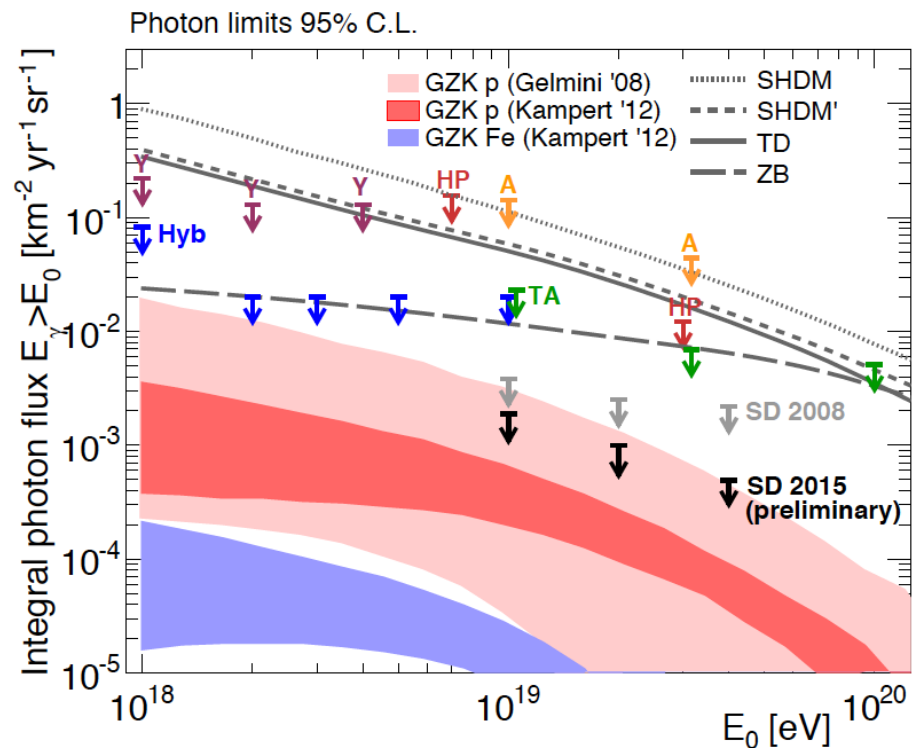 Photon limits 95% C.L.
Integral photon flux E_γ >E_0 [km^-2 yr^-1 sr^-1]
1
10^-1
10^-2
10^-3
10^-4
10^-5
GZK p (Gelmini '08)
GZK p (Kampert '12)
GZK Fe (Kampert '12)
SHDM
SHDM'
TD
ZB
Y
Y
Y
HP
A
A
Hyb
TA
HP
SD 2008
SD 2015
(preliminary)
10^18
10^19
10^20
E_0 [eV]